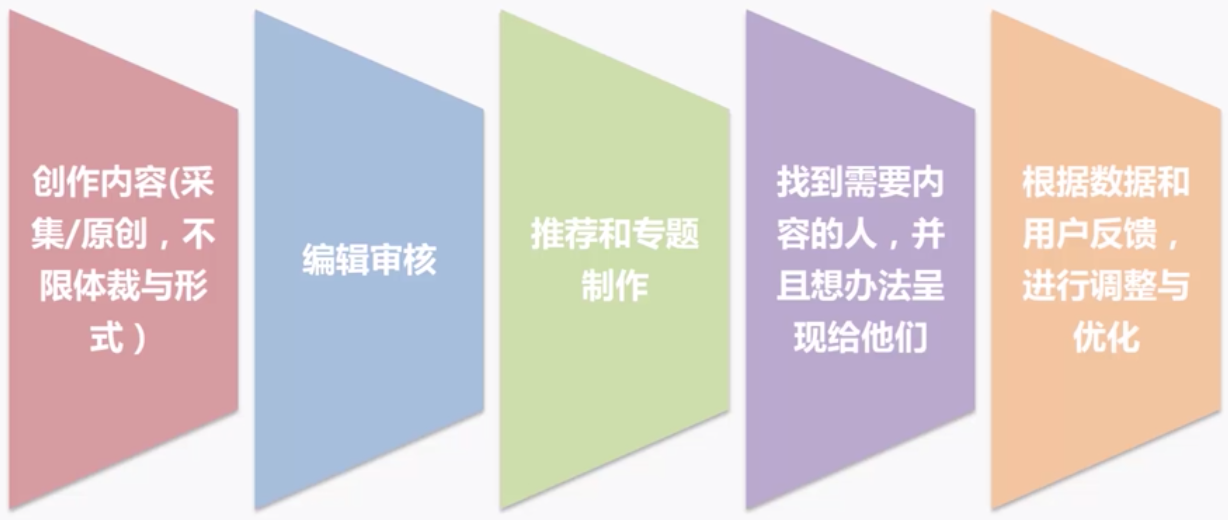 创作内容(采
集/原创，不
限体裁与形
式）
编辑审核
推荐和专题
制作
找到需要内
容的人，并
且想办法呈
现给他们
根据数据和
用户反馈，
进行调整与
优化